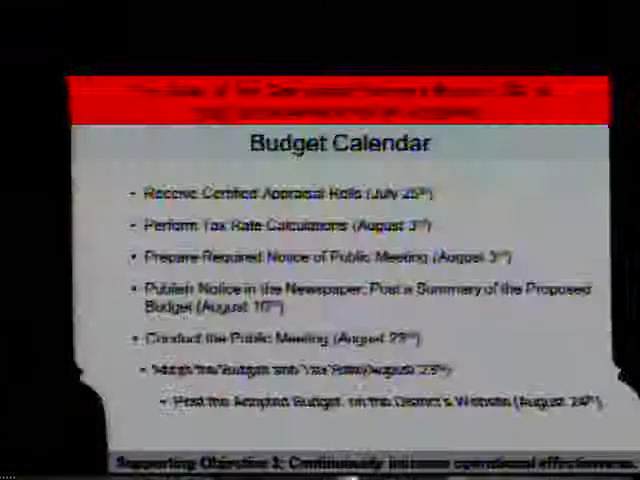 Budget Calendar
• Receive Certified Appraisal Rolls (July 25th)
• Perform Tax Rate Calculations (August 3rd)
• Prepare Required Notice of Public Meeting (August 3rd)
• Publish Notice in the Newspaper; Post a Summary of the Proposed
Budget (August 10th)
• Conduct the Public Meeting (August 23rd)
• Budget and Tax Rate (August 23rd)
• Post the Adopted Budget on the District's Website (August 24th)
Supporting Objective 3: Continuously increase operational effectiveness